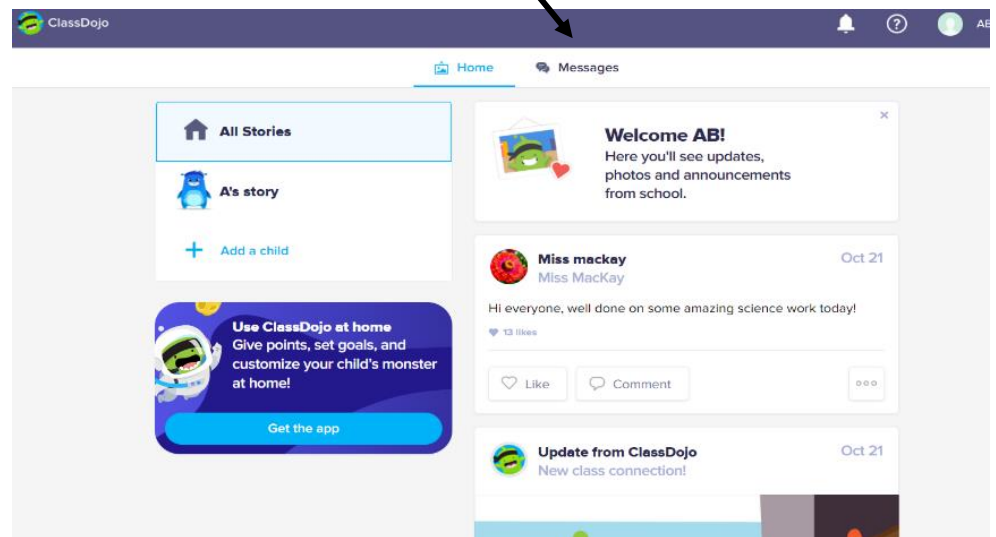 ClassDojo
AB
Home
Messages
All Stories
A's story
Add a child
Use ClassDojo at home
Give points, set goals, and
customize your child's monster
at home!
Get the app
Welcome AB!
Here you'll see updates,
photos and announcements
from school.
Miss mackay
Oct 21
Miss MacKay
Hi everyone, well done on some amazing science work today!
13 likes
Like
Comment
Update from ClassDojo
Oct 21
New class connection!